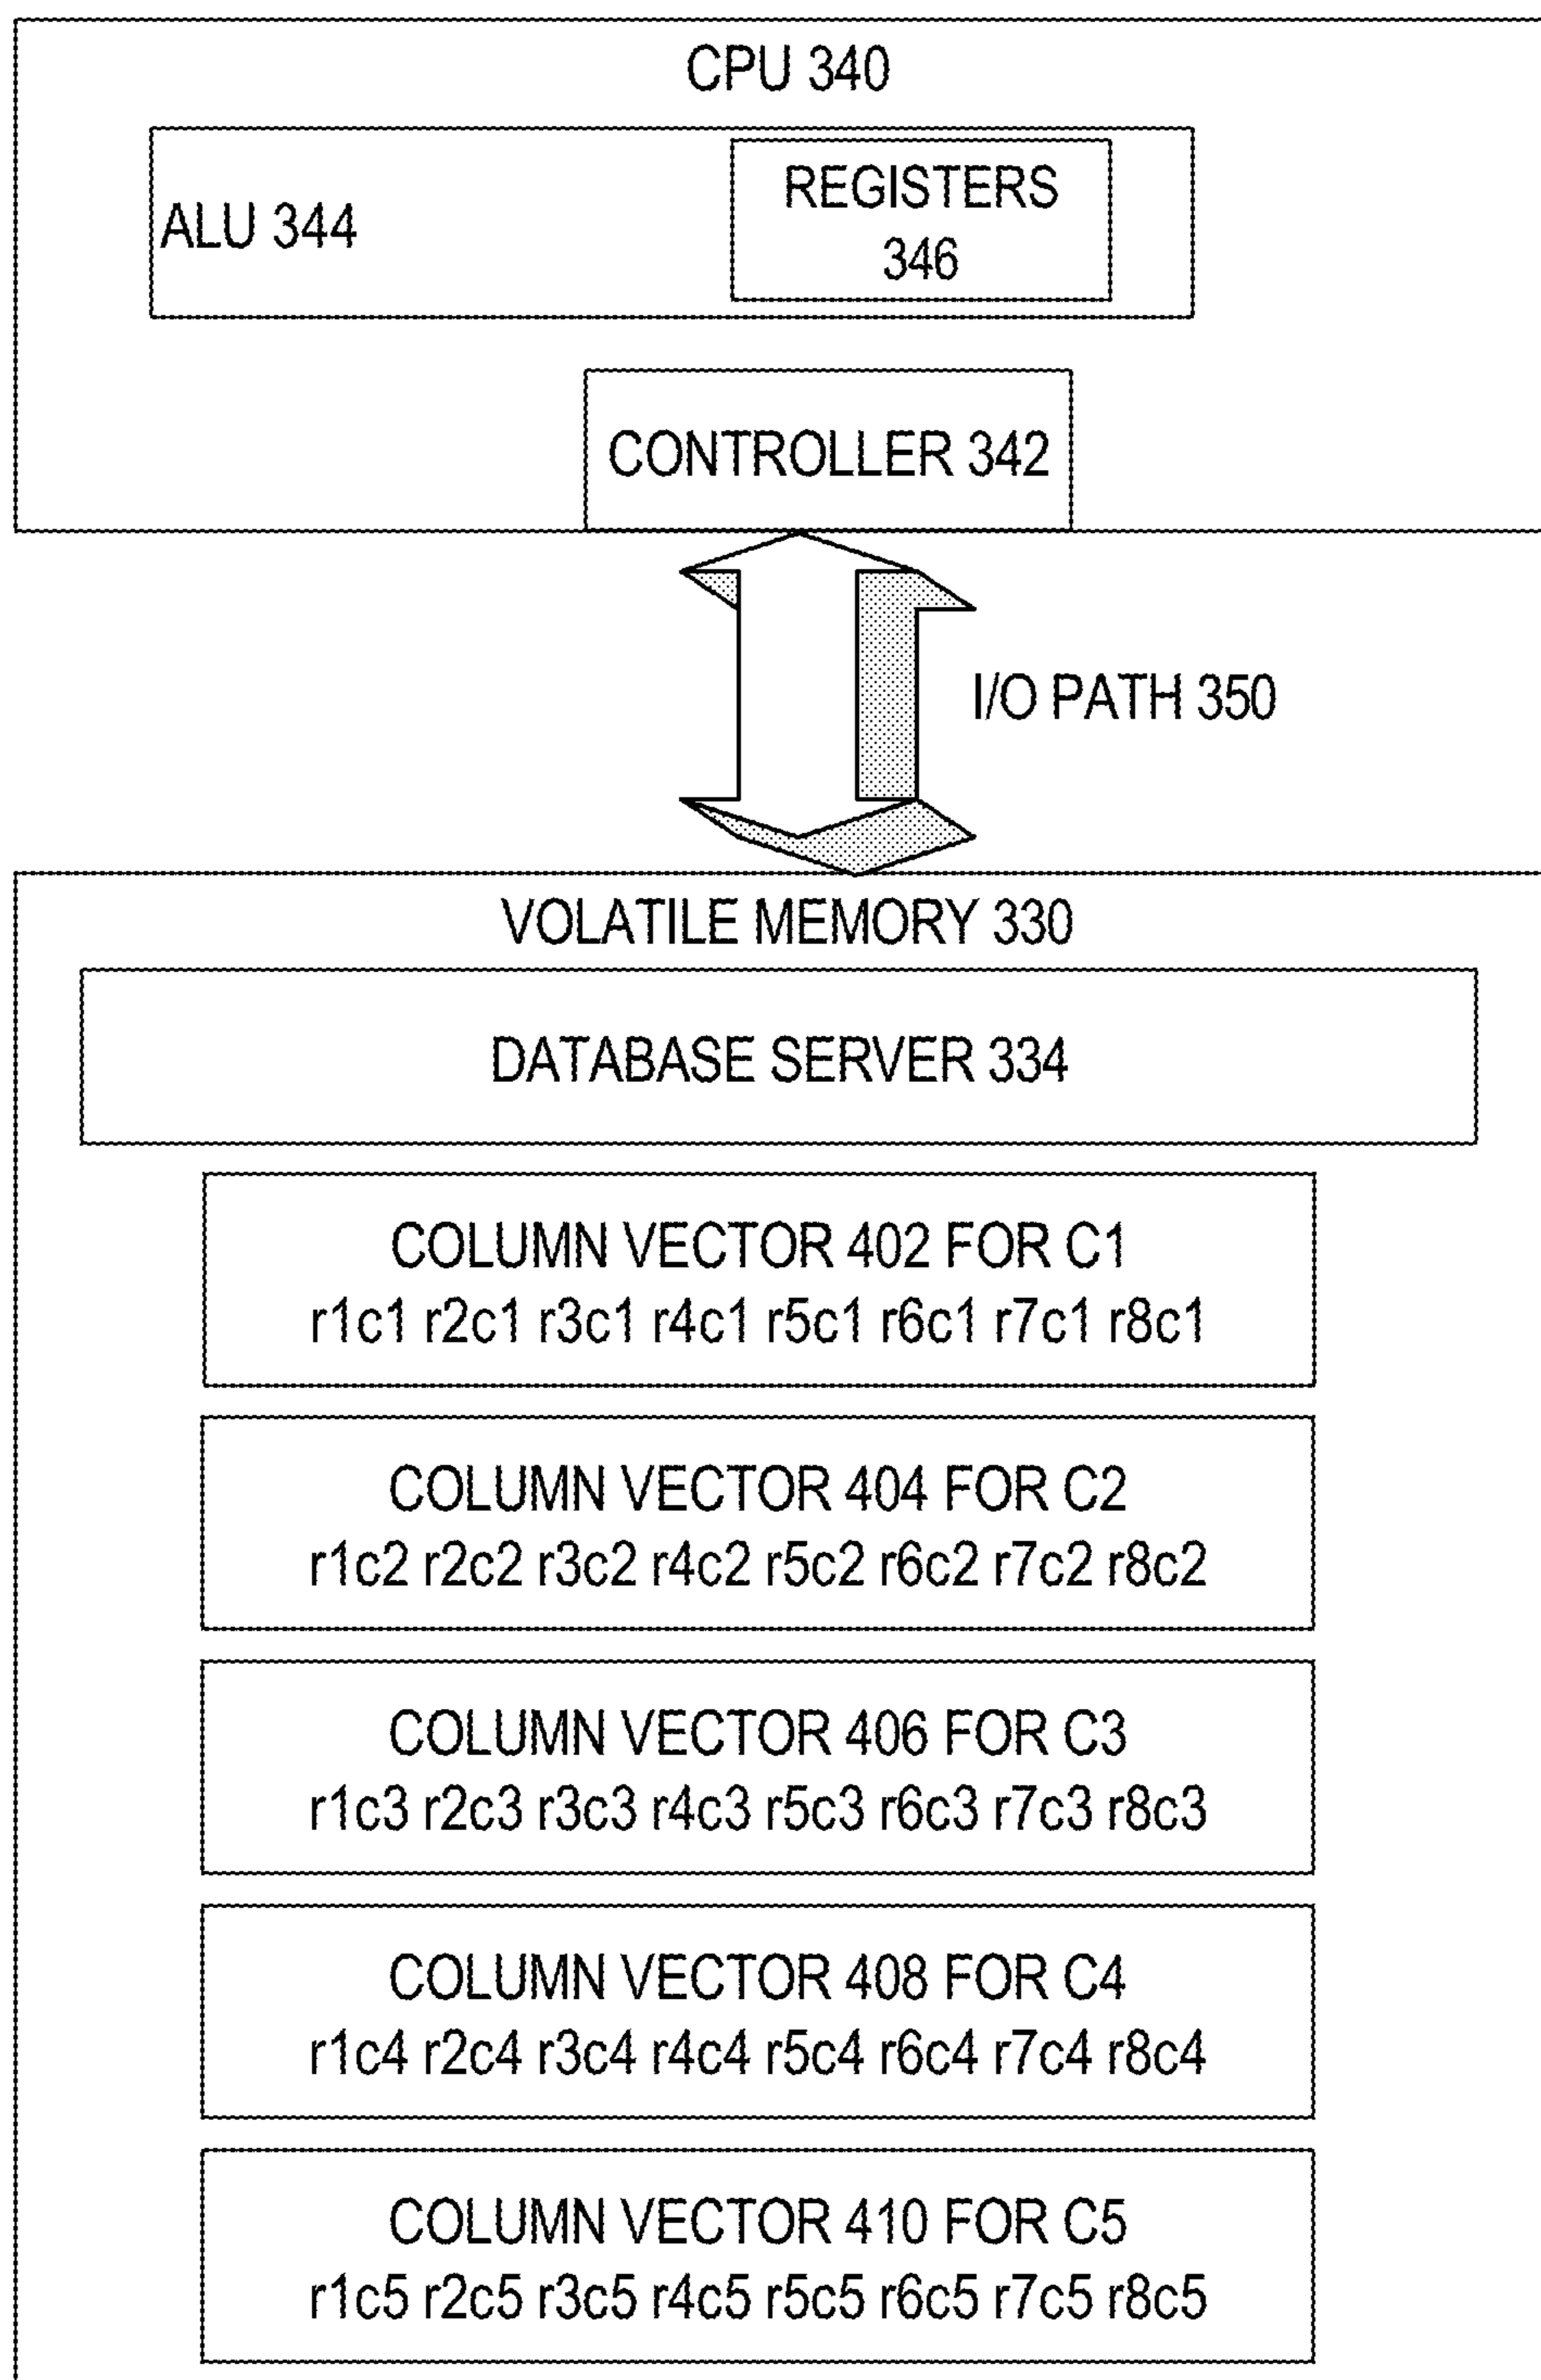 CPU 340
ALU 344
REGISTERS
346
CONTROLLER 342
I/O PATH 350
VOLATILE MEMORY 330
DATABASE SERVER 334
COLUMN VECTOR 402 FOR C1
r1c1 r2c1 r3c1 r4c1 r5c1 r6c1 r7c1 r8c1
COLUMN VECTOR 404 FOR C2
r1c2 r2c2 r3c2 r4c2 r5c2 r6c2 r7c2 r8c2
COLUMN VECTOR 406 FOR C3
r1c3 r2c3 r3c3 r4c3 r5c3 r6c3 r7c3 r8c3
COLUMN VECTOR 408 FOR C4
r1c4 r2c4 r3c4 r4c4 r5c4 r6c4 r7c4 r8c4
COLUMN VECTOR 410 FOR C5
r1c5 r2c5 r3c5 r4c5 r5c5 r6c5 r7c5 r8c5